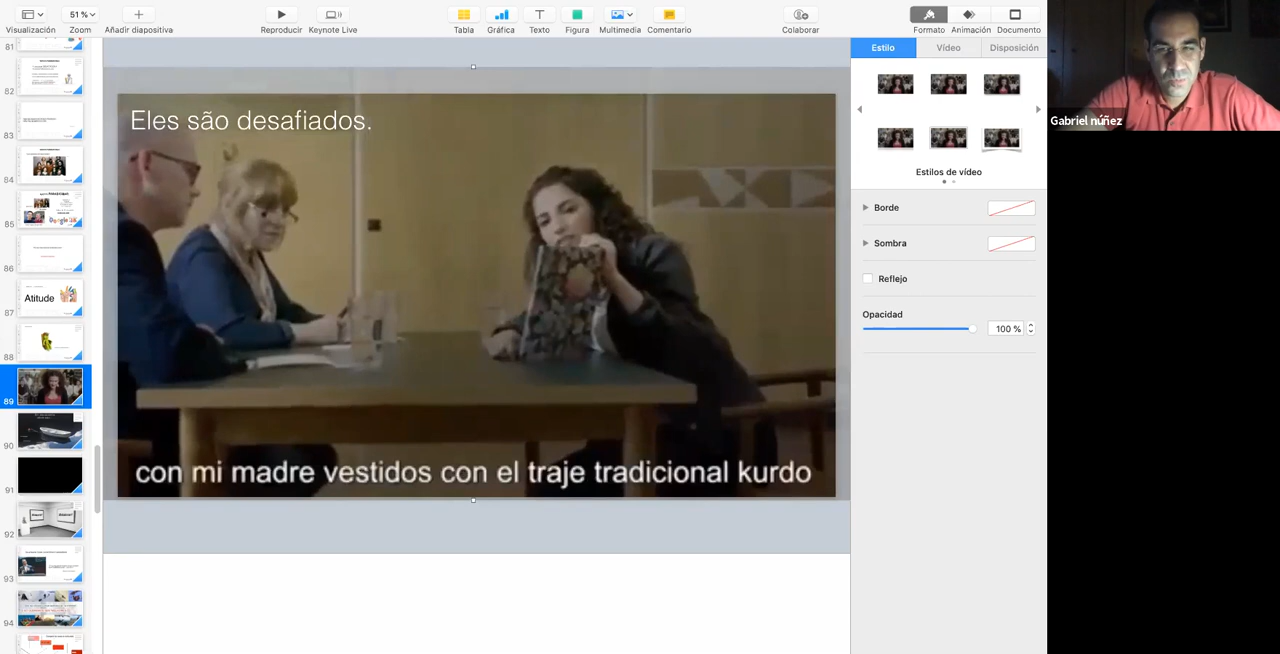 51 %
Visualización
Zoom
Añadir diapositiva
Reproducir
Keynote Live
Tabla
Gráfica
Texto
Figura
Multimedia
Comentario
Colaborar
Formato
Animación
Documento
Estilo
Vídeo
Disposición
Estilos de vídeo
Borde
Sombra
Reflejo
Opacidad
100 %
Eles são desafiados.
con mi madre vestidos con el traje tradicional kurdo
Gabriel núñez
81
82
83
84
85
86
87
Atitude
88
89
90
91
92
93
94